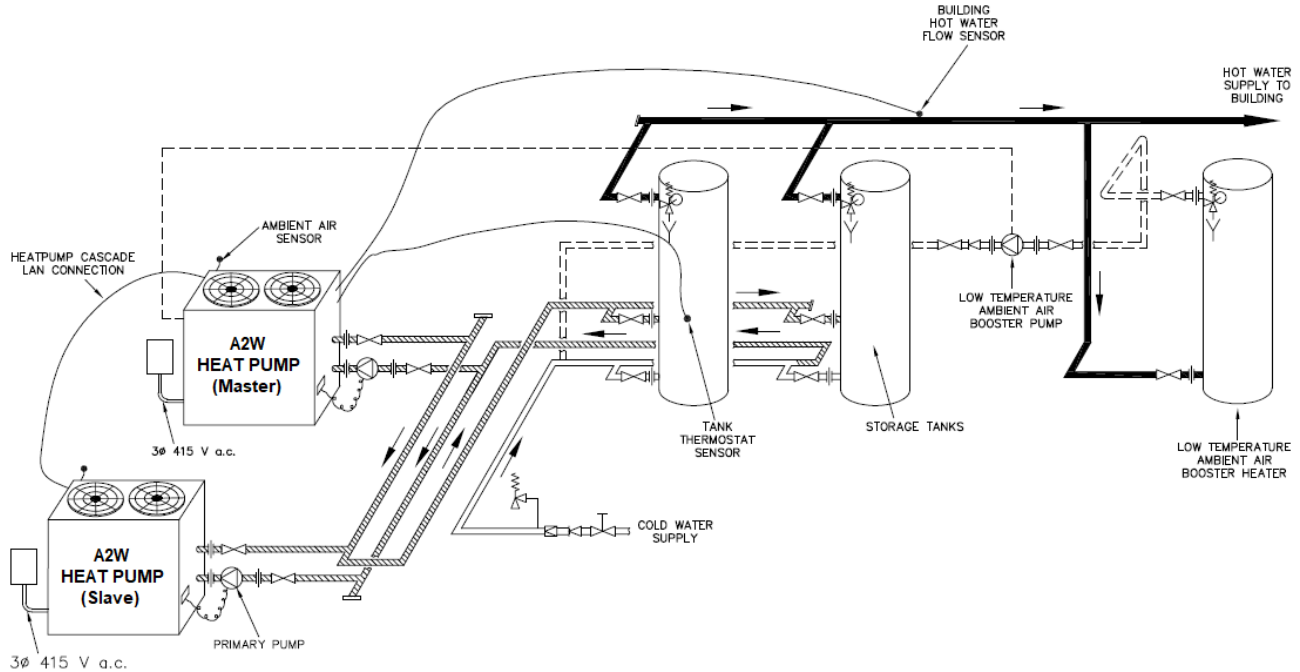 BUILDING
HOT WATER
FLOW SENSOR
HOT WATER
SUPPLY TO
BUILDING
AMBIENT AIR
SENSOR
HEATPUMP CASCADE
LAN CONNECTION
A2W
HEAT PUMP
(Master)
3ø 415 V a.c.
LOW TEMPERATURE
AMBIENT AIR
BOOSTER PUMP
TANK
THERMOSTAT
SENSOR
STORAGE TANKS
LOW TEMPERATURE
AMBIENT AIR
BOOSTER HEATER
COLD WATER
SUPPLY
A2W
HEAT PUMP
(Slave)
PRIMARY PUMP
3ø 415 V a.c.